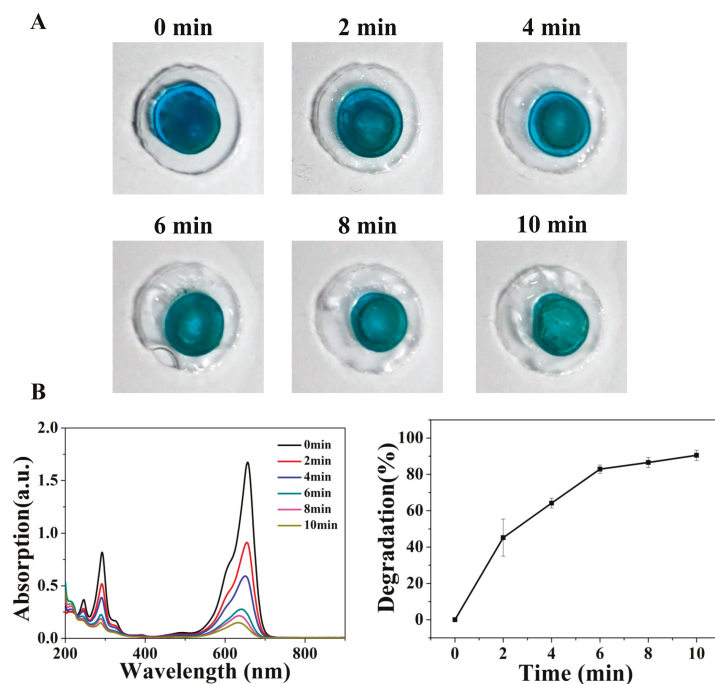 A
0 min
2 min
4 min
6 min
8 min
10 min
B
2.0
1.5
1.0
0.5
0.0
200
400
600
800
Absorption(a.u.)
Wavelength (nm)
0min
2min
4min
6min
8min
10min
100
80
60
40
20
0
0
2
4
6
8
10
Degradation(%)
Time (min)